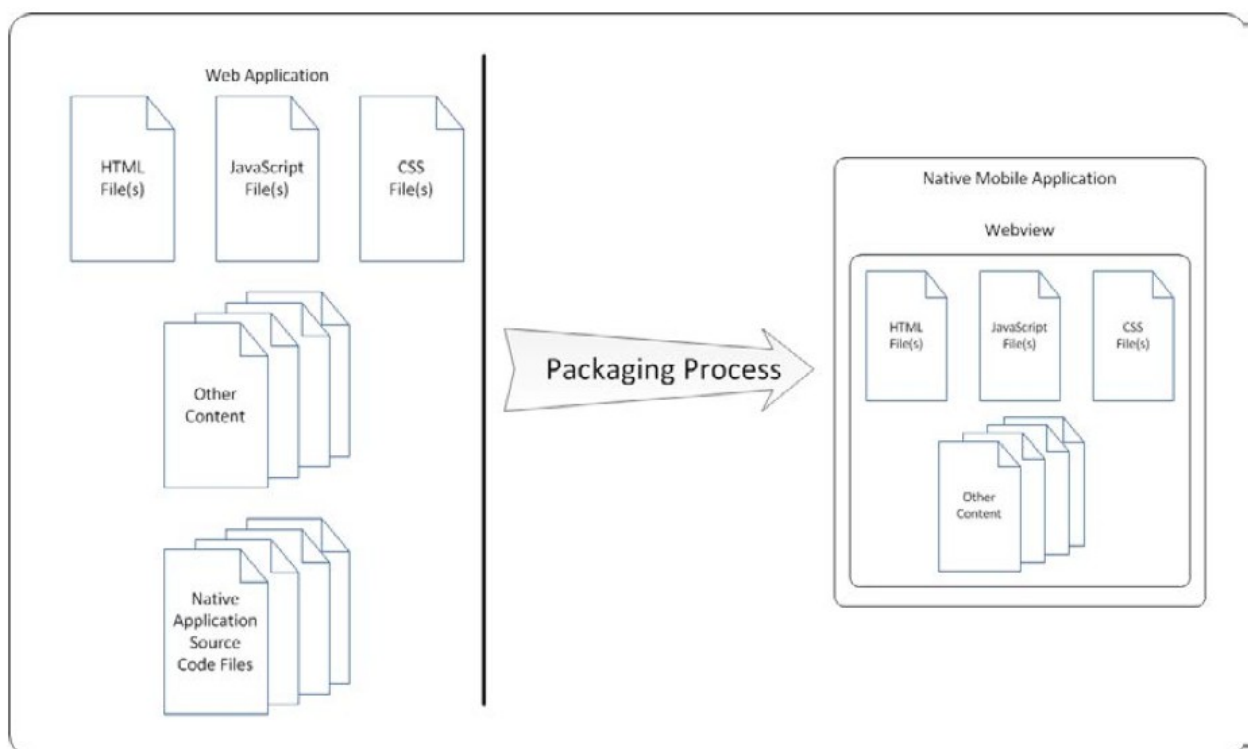 Web Application
HTML
File(s)
JavaScript
File(s)
CSS
File(s)
Other
Content
Native
Application
Source
Code Files
Packaging Process
Native Mobile Application
Webview
HTML
File(s)
JavaScript
File(s)
CSS
File(s)
Other
Content